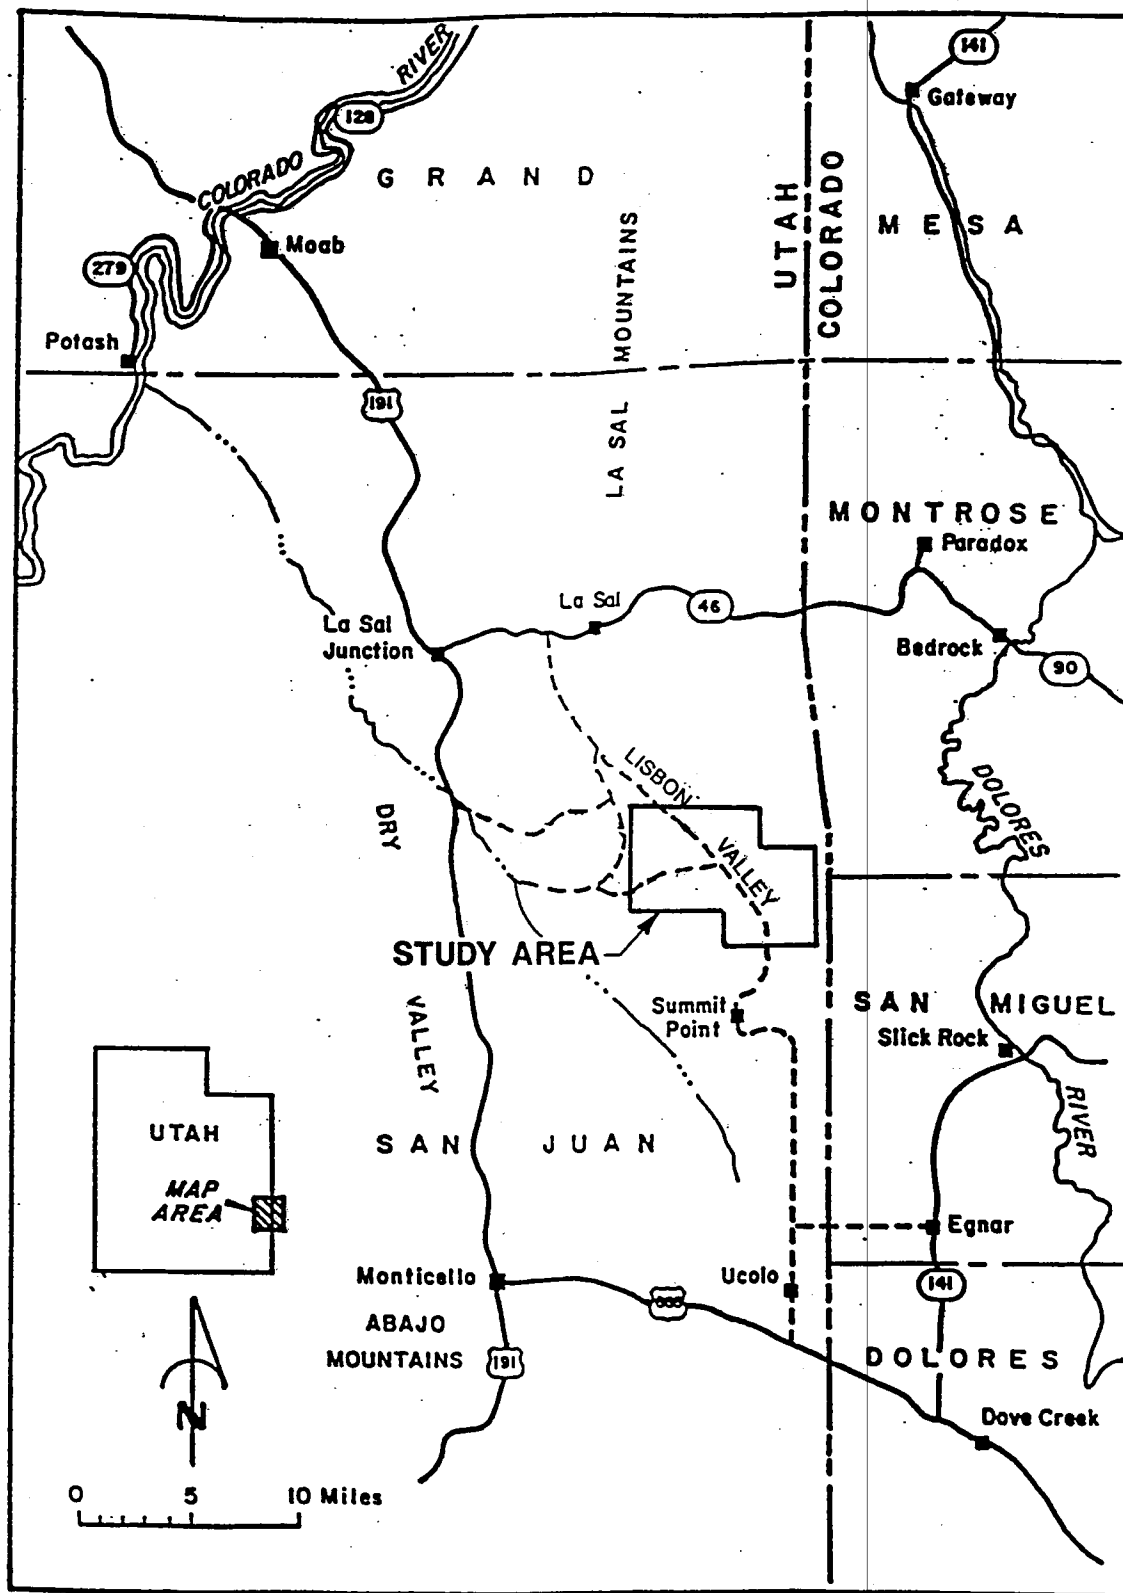 141
RIVER
Gateway
128
COLORADO
GRAND
UTAH
COLORADO
MESA
Moab
279
LA SAL MOUNTAINS
Potash
191
MONTROSE
Paradox
La Sal
46
La Sal
Junction
Bedrock
90
LISBON
VALLEY
DOLORES
DRY
STUDY AREA
VALLEY
Summit
Point
SAN MIGUEL
Slick Rock
RIVER
UTAH
SAN JUAN
MAP
AREA
Egnar
Monticello
Ucolo
141
ABAJO
MOUNTAINS
191
DOLORES
N
Dove Creek
0 5 10 Miles